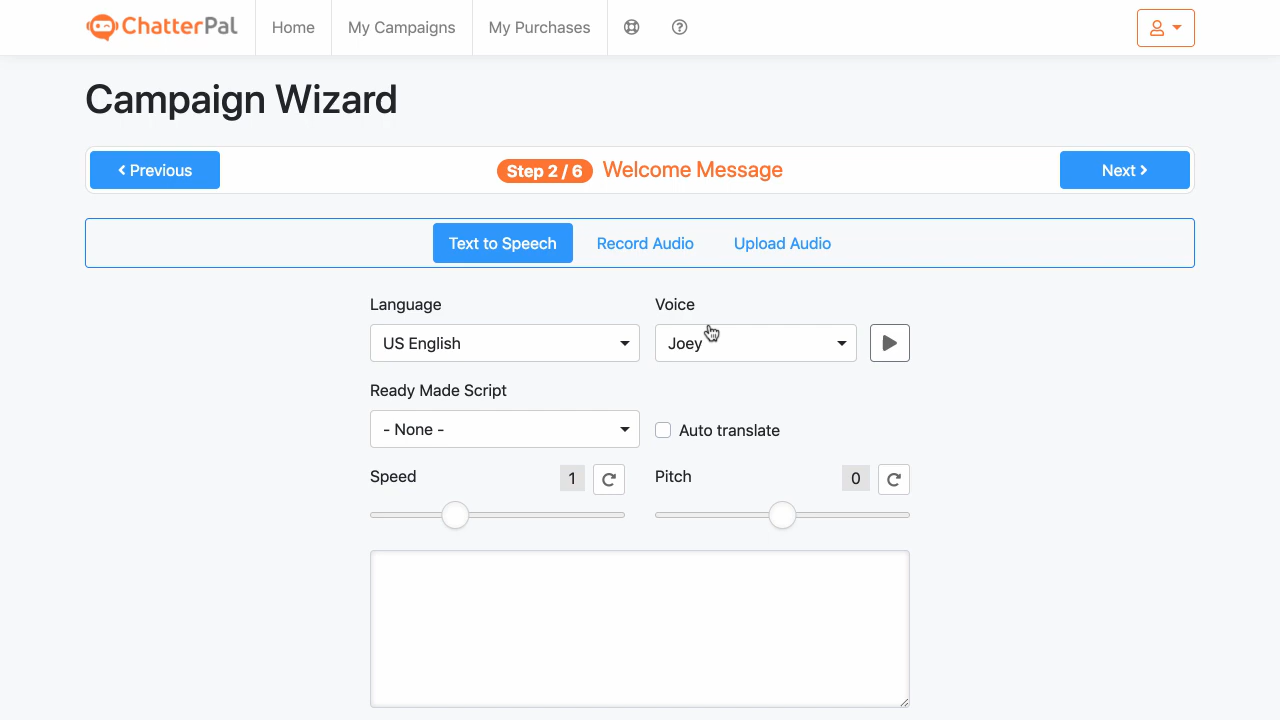 ChatterPal
Home
My Campaigns
My Purchases
Campaign Wizard
Previous
Step 2 / 6 Welcome Message
Next
Text to Speech
Record Audio
Upload Audio
Language
Voice
US English
Joey
Ready Made Script
- None -
Auto translate
Speed
1
Pitch
0